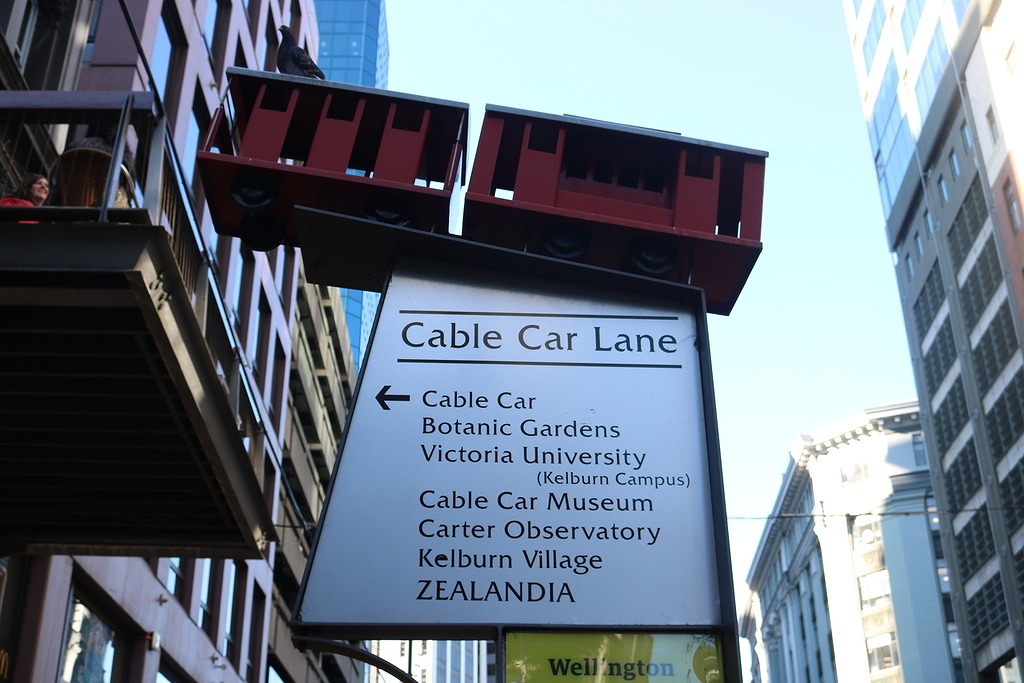 Cable Car Lane
← Cable Car
Botanic Gardens
Victoria University
(Kelburn Campus)
Cable Car Museum
Carter Observatory
Kelburn Village
ZEALANDIA
Wellington